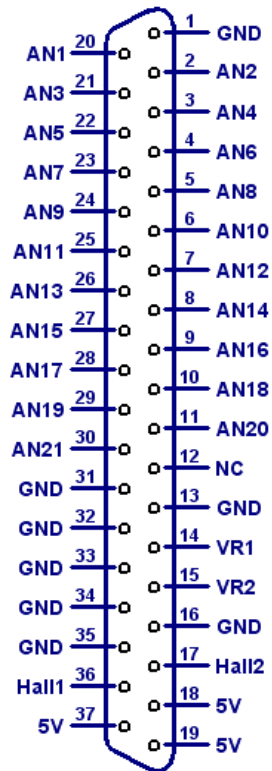 1 GND
AN1 20
2 AN2
AN3 21
3 AN4
AN5 22
4 AN6
AN7 23
5 AN8
AN9 24
6 AN10
AN11 25
7 AN12
AN13 26
8 AN14
AN15 27
9 AN16
AN17 28
10 AN18
AN19 29
11 AN20
AN21 30
12 NC
GND 31
13 GND
GND 32
14 VR1
GND 33
15 VR2
GND 34
16 GND
GND 35
17 Hall2
Hall1 36
18 5V
5V 37
19 5V